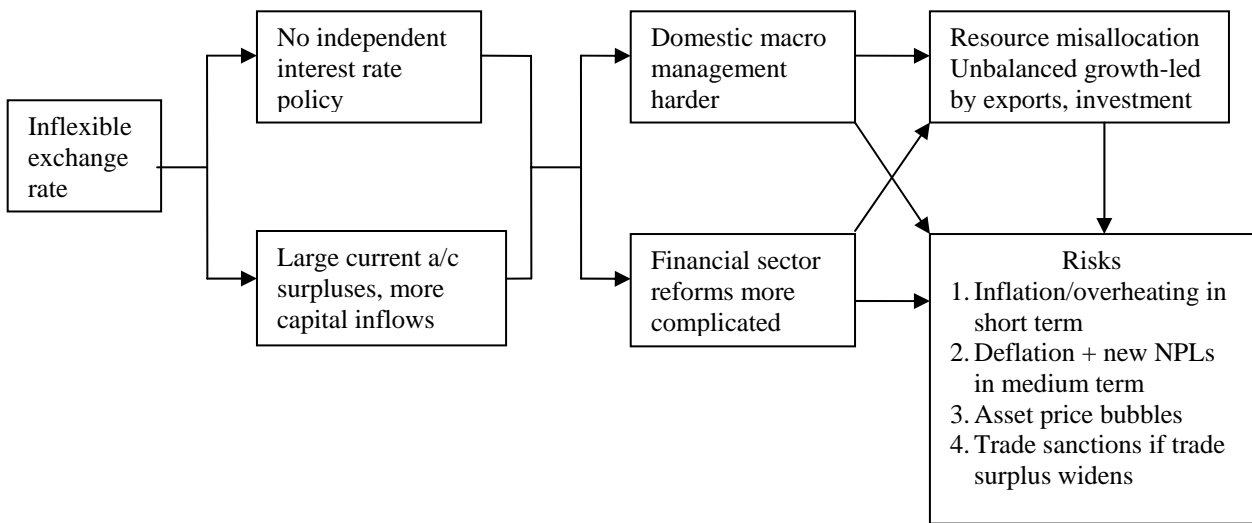 Inflexible
exchange
rate
No independent
interest rate
policy
Large current a/c
surpluses, more
capital inflows
Domestic macro
management
harder
Financial sector
reforms more
complicated
Resource misallocation
Unbalanced growth-led
by exports, investment
Risks
1. Inflation/overheating in
short term
2. Deflation + new NPLs
in medium term
3. Asset price bubbles
4. Trade sanctions if trade
surplus widens